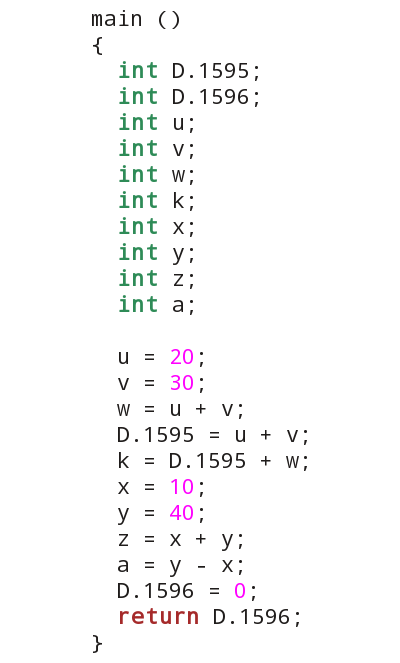 main ()
{
int D.1595;
int D.1596;
int u;
int v;
int w;
int k;
int x;
int y;
int z;
int a;
u = 20;
v = 30;
w = u + v;
D.1595 = u + v;
k = D.1595 + w;
x = 10;
y = 40;
z = x + y;
a = y - x;
D.1596 = 0;
return D.1596;
}